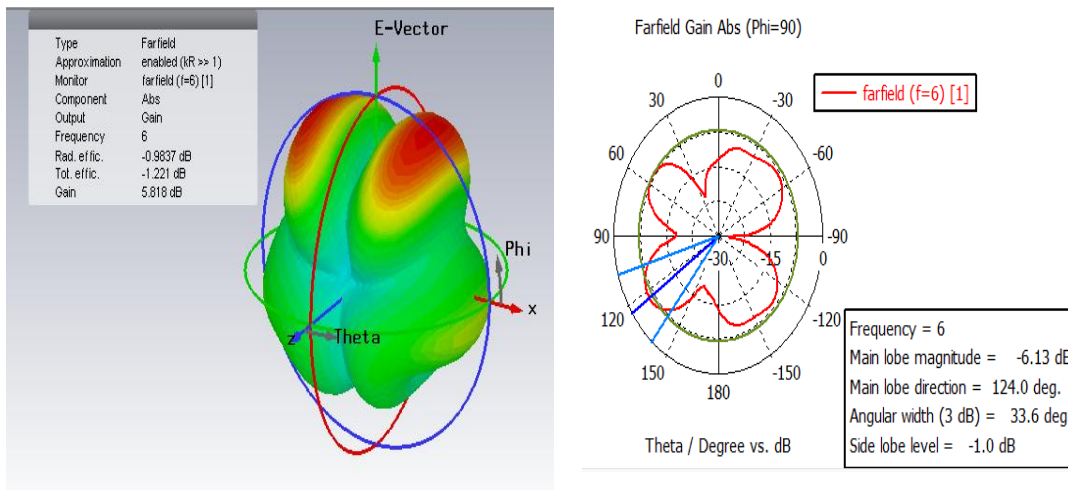 Type Farfield
Approximation enabled (kR >> 1)
Monitor farfield (f=6) [1]
Component Abs
Output Gain
Frequency 6
Rad. effic. -0.9837 dB
Tot. effic. -1.221 dB
Gain 5.818 dB
E-Vector
Phi
x
z
Theta
Farfield Gain Abs (Phi=90)
farfield (f=6) [1]
0
30 -30
60 -60
90 -30 -15 0 -90
120 -120
150 -150
180
Theta / Degree vs. dB
Frequency = 6
Main lobe magnitude = -6.13 dB
Main lobe direction = 124.0 deg.
Angular width (3 dB) = 33.6 deg
Side lobe level = -1.0 dB